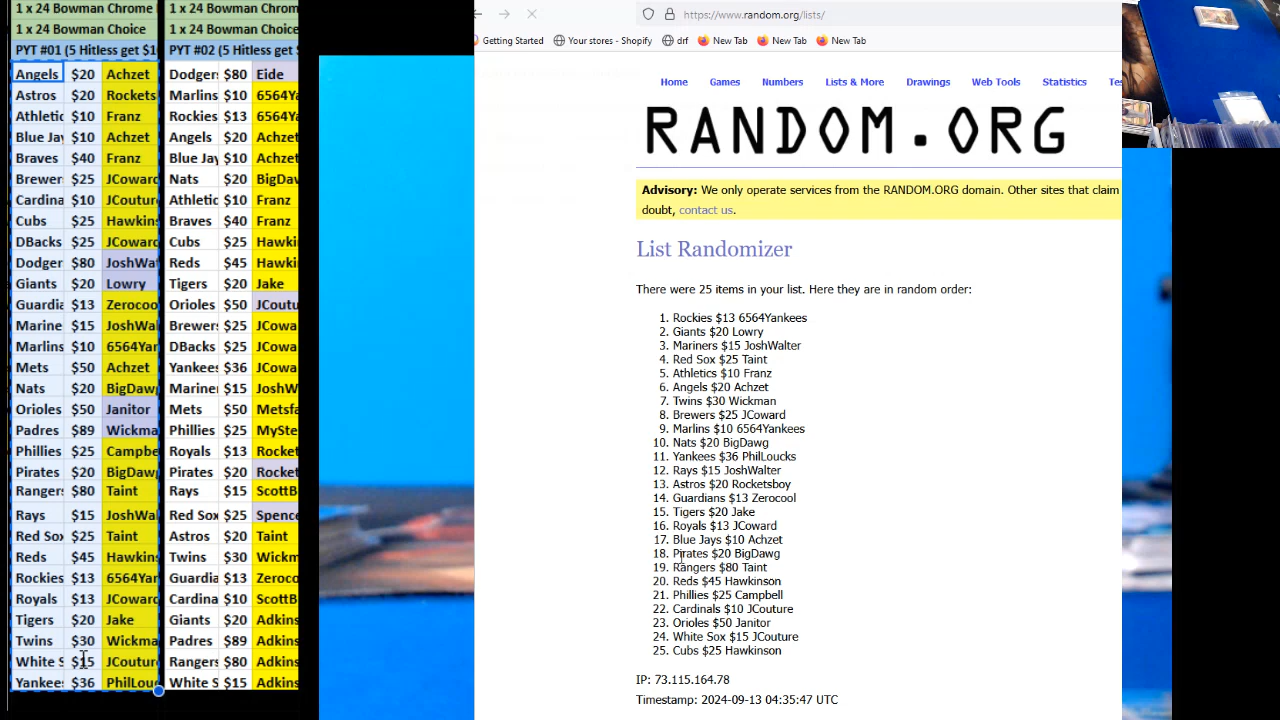 1 x 24 Bowman Chrome
1 x 24 Bowman Chrome
1 x 24 Bowman Choice
1 x 24 Bowman Choice
PYT #01 (5 Hitless get $1
PYT #02 (5 Hitless get
Angels $20 Achzet Dodgers $80 Eide
Astros $20 Rockets Marlins $10 6564Ya
Athletic $10 Franz Rockies $13 6564Ya
Blue Jay $10 Achzet Angels $20 Achzet
Braves $40 Franz Blue Jay $10 Achzet
Brewer $25 JCoward Nats $20 BigDaw
Cardina $10 JCouture Athletic $10 Franz
Cubs $25 Hawkins Braves $40 Franz
DBacks $25 JCoward Cubs $25 Hawki
Dodger $80 JoshWal Reds $45 Hawki
Giants $20 Lowry Tigers $20 Jake
Guardia $13 Zerocoo Orioles $50 JCoutu
Marine $15 JoshWal Brewers $25 JCowa
Marlins $10 6564Yar DBacks $25 JCowa
Mets $50 Achzet Yankees $36 JCowa
Nats $20 BigDawg Mariner $15 JoshW
Orioles $50 Janitor Mets $50 Metsfa
Padres $89 Wickma Phillies $25 MySte
Phillies $25 Campbe Royals $13 Rocket
Pirates $20 BigDawg Pirates $20 Rocket
Rangers $80 Taint Rays $15 ScottB
Rays $15 JoshWal Red Sox $25 Spence
Red Sox $25 Taint Astros $20 Taint
Reds $45 Hawkins Twins $30 Wickm
Rockies $13 6564Yar Guardia $13 Zeroco
Royals $13 JCoward Cardina $10 ScottB
Tigers $20 Jake Giants $20 Adkins
Twins $30 Wickma Padres $89 Adkins
White S $15 JCouture Rangers $80 Adkins
Yankee $36 PhilLou White S $15 Adkins
https://www.random.org/lists/
Getting Started Your stores - Shopify drf New Tab New Tab New Tab
Home Games Numbers Lists & More Drawings Web Tools Statistics Tes
RANDOM.ORG
Advisory: We only operate services from the RANDOM.ORG domain. Other sites that claim
doubt, contact us.
List Randomizer
There were 25 items in your list. Here they are in random order:
1. Rockies $13 6564Yankees
2. Giants $20 Lowry
3. Mariners $15 JoshWalter
4. Red Sox $25 Taint
5. Athletics $10 Franz
6. Angels $20 Achzet
7. Twins $30 Wickman
8. Brewers $25 JCoward
9. Marlins $10 6564Yankees
10. Nats $20 BigDawg
11. Yankees $36 PhilLoucks
12. Rays $15 JoshWalter
13. Astros $20 Rocketsboy
14. Guardians $13 Zerocool
15. Tigers $20 Jake
16. Royals $13 JCoward
17. Blue Jays $10 Achzet
18. Pirates $20 BigDawg
19. Rangers $80 Taint
20. Reds $45 Hawkinson
21. Phillies $25 Campbell
22. Cardinals $10 JCouture
23. Orioles $50 Janitor
24. White Sox $15 JCouture
25. Cubs $25 Hawkinson
IP: 73.115.164.78
Timestamp: 2024-09-13 04:35:47 UTC